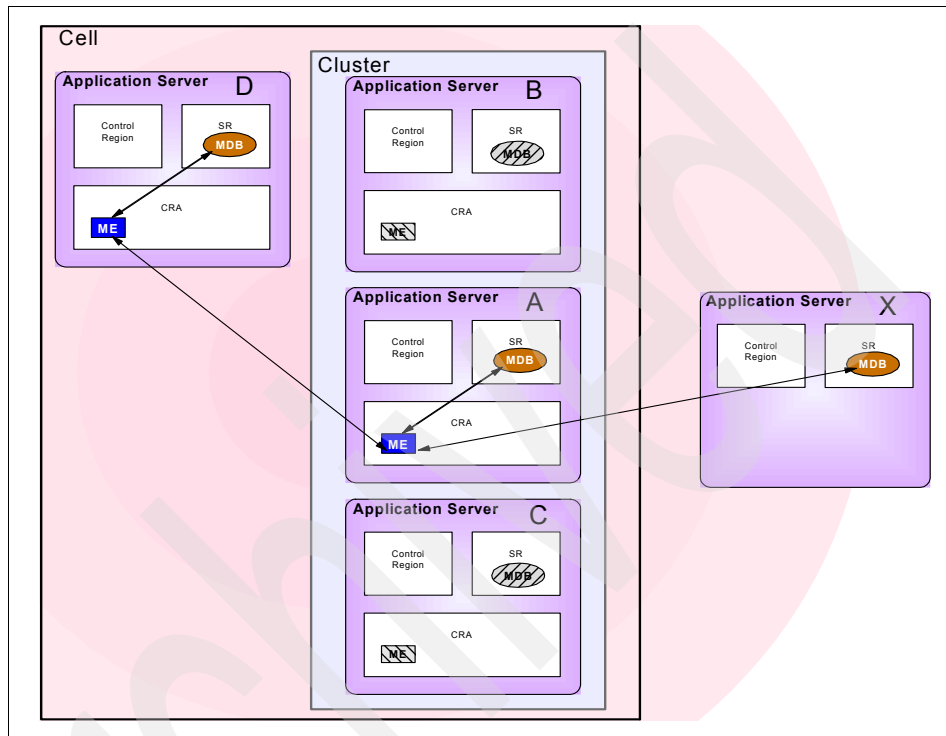 Cell
Application Server D
Control
Region
SR
MDB
CRA
ME
Cluster
Application Server B
Control
Region
SR
MDB
CRA
ME
Application Server A
Control
Region
SR
MDB
CRA
ME
Application Server C
Control
Region
SR
MDB
CRA
ME
Application Server X
Control
Region
SR
MDB